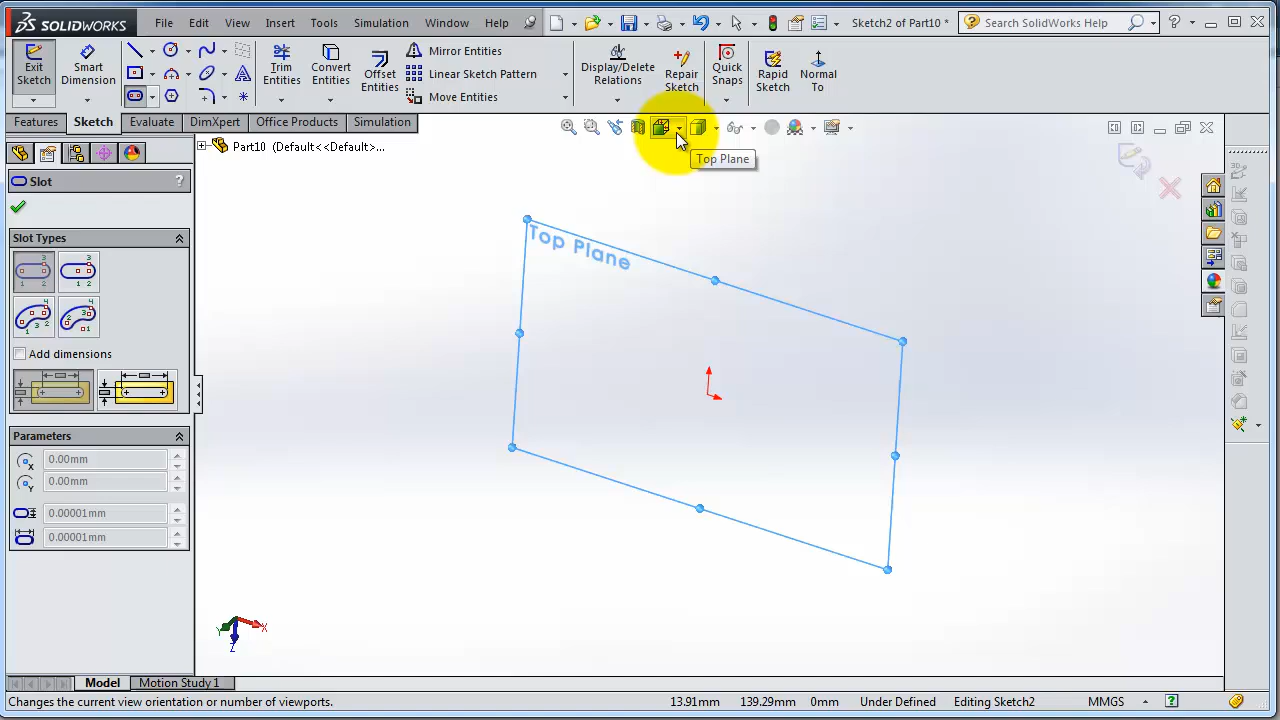 SOLIDWORKS File Edit View Insert Tools Simulation Window Help Sketch2 of Part10 * Search SolidWorks Help
Exit Sketch
Smart Dimension
Trim Entities
Convert Entities
Offset Entities
Mirror Entities
Linear Sketch Pattern
Move Entities
Display/Delete Relations
Repair Sketch
Quick Snaps
Rapid Sketch
Normal To
Features Sketch Evaluate DimXpert Office Products Simulation
Part10 (Default<<Default>...
Top Plane
Slot ?
Slot Types
Add dimensions
Parameters
0.00mm
0.00mm
0.00001mm
0.00001mm
Top Plane
Y X
Z
Model Motion Study 1
Changes the current view orientation or number of viewports. 13.91mm 139.29mm 0mm Under Defined Editing Sketch2 MMGS